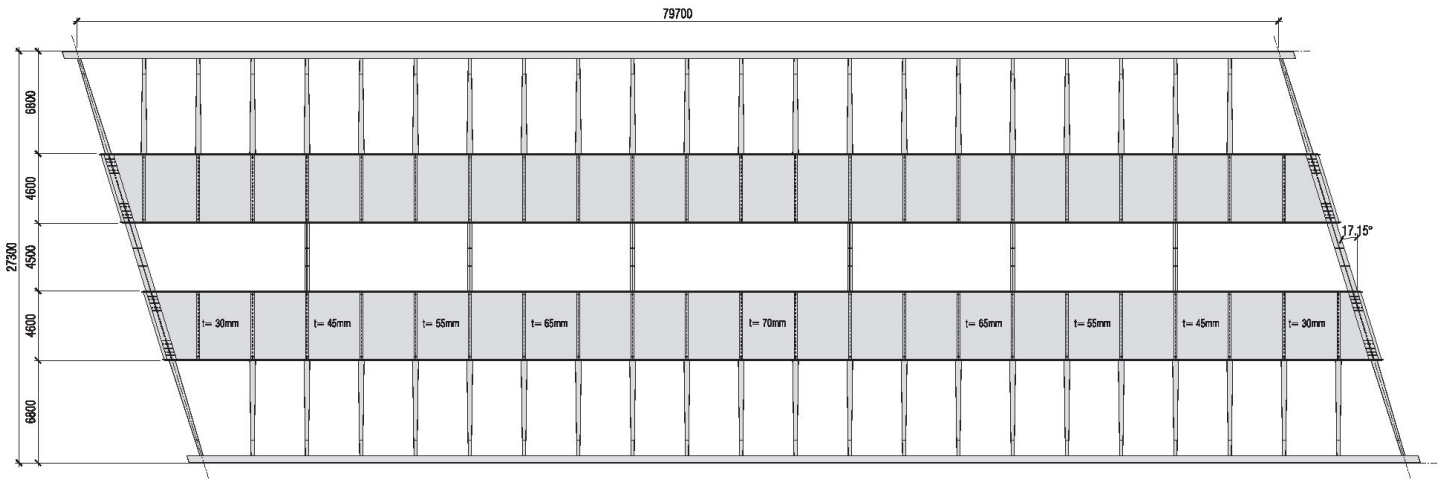 79700
6800
4600
27300
4500
17,15°
4600
t= 30mm
t= 45mm
t= 55mm
t= 65mm
t= 70mm
t= 65mm
t= 55mm
t= 45mm
t= 30mm
6800